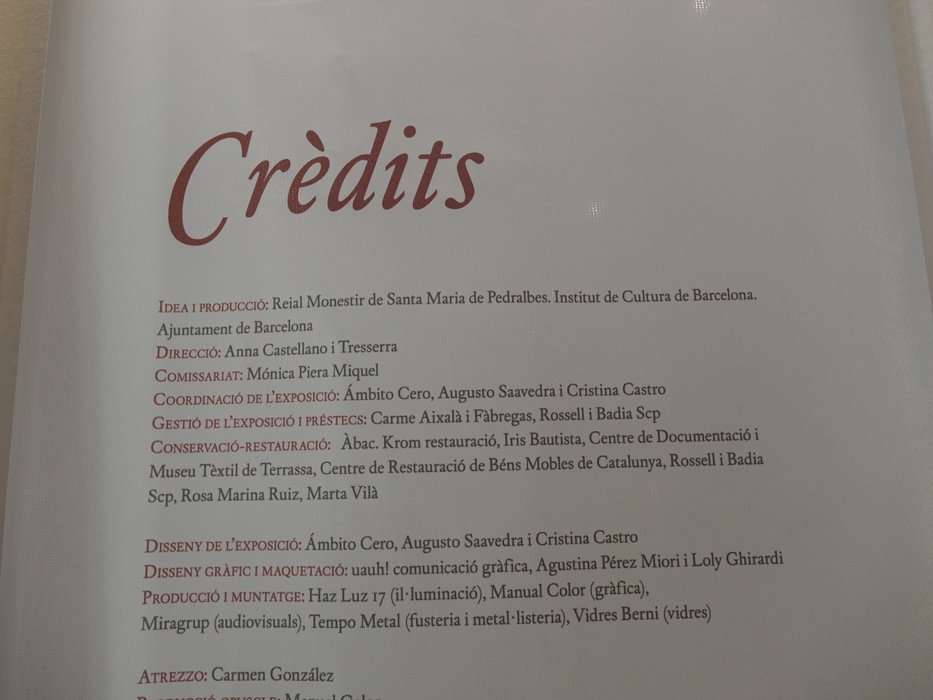 Crèdits
IDEA I PRODUCCIÓ: Reial Monestir de Santa Maria de Pedralbes. Institut de Cultura de Barcelona.
Ajuntament de Barcelona
DIRECCIÓ: Anna Castellano i Tresserra
COMISSARIAT: Mónica Piera Miquel
COORDINACIÓ DE L'EXPOSICIÓ: Ámbito Cero, Augusto Saavedra i Cristina Castro
GESTIÓ DE L'EXPOSICIÓ I PRÉSTECS: Carme Aixalà i Fàbregas, Rossell i Badia Scp
CONSERVACIÓ-RESTAURACIÓ: Àbac. Krom restauració, Iris Bautista, Centre de Documentació i
Museu Tèxtil de Terrassa, Centre de Restauració de Béns Mobles de Catalunya, Rossell i Badia
Scp, Rosa Marina Ruiz, Marta Vilà
DISSENY DE L'EXPOSICIÓ: Ámbito Cero, Augusto Saavedra i Cristina Castro
DISSENY GRÀFIC I MAQUETACIÓ: uauh! comunicació gràfica, Agustina Pérez Miori i Loly Ghirardi
PRODUCCIÓ I MUNTATGE: Haz Luz 17 (il·luminació), Manual Color (gràfica),
Miragrup (audiovisuals), Tempo Metal (fusteria i metal·listeria), Vidres Berni (vidres)
ATREZZO: Carmen González